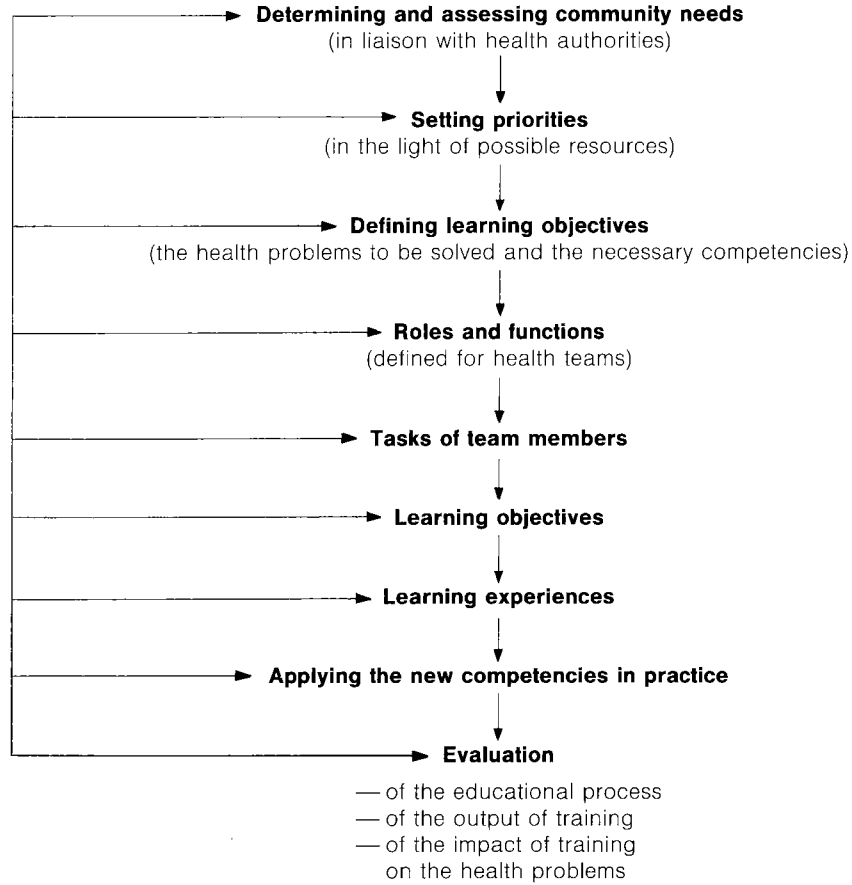 Determining and assessing community needs
(in liaison with health authorities)
Setting priorities
(in the light of possible resources)
Defining learning objectives
(the health problems to be solved and the necessary competencies)
Roles and functions
(defined for health teams)
Tasks of team members
Learning objectives
Learning experiences
Applying the new competencies in practice
Evaluation
— of the educational process
— of the output of training
— of the impact of training
on the health problems